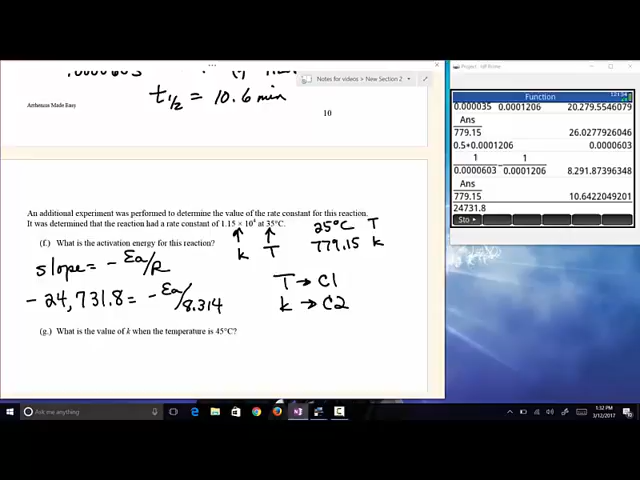 Notes for videos > New Section 2
t½ = 10.6 min
Arrhenius Made Easy
10
An additional experiment was performed to determine the value of the rate constant for this reaction.
It was determined that the reaction had a rate constant of 1.15 × 10⁴ at 35°C.
25°C T
k T 779.15 k
(f.) What is the activation energy for this reaction?
slope = - Ea/R
T → C1
- 24,731.8 = - Ea/8.314
k → C2
(g.) What is the value of k when the temperature is 45°C?
Function
0.000035 0.0001206 20.2795546079
Ans
779.15 26.0277926046
0.5*0.0001206 0.0000603
1 1
0.0000603 0.0001206 8,291.87396348
Ans
779.15 10.6422049201
24731.8
Sto ▸
Ask me anything
1:32 PM
3/12/2017